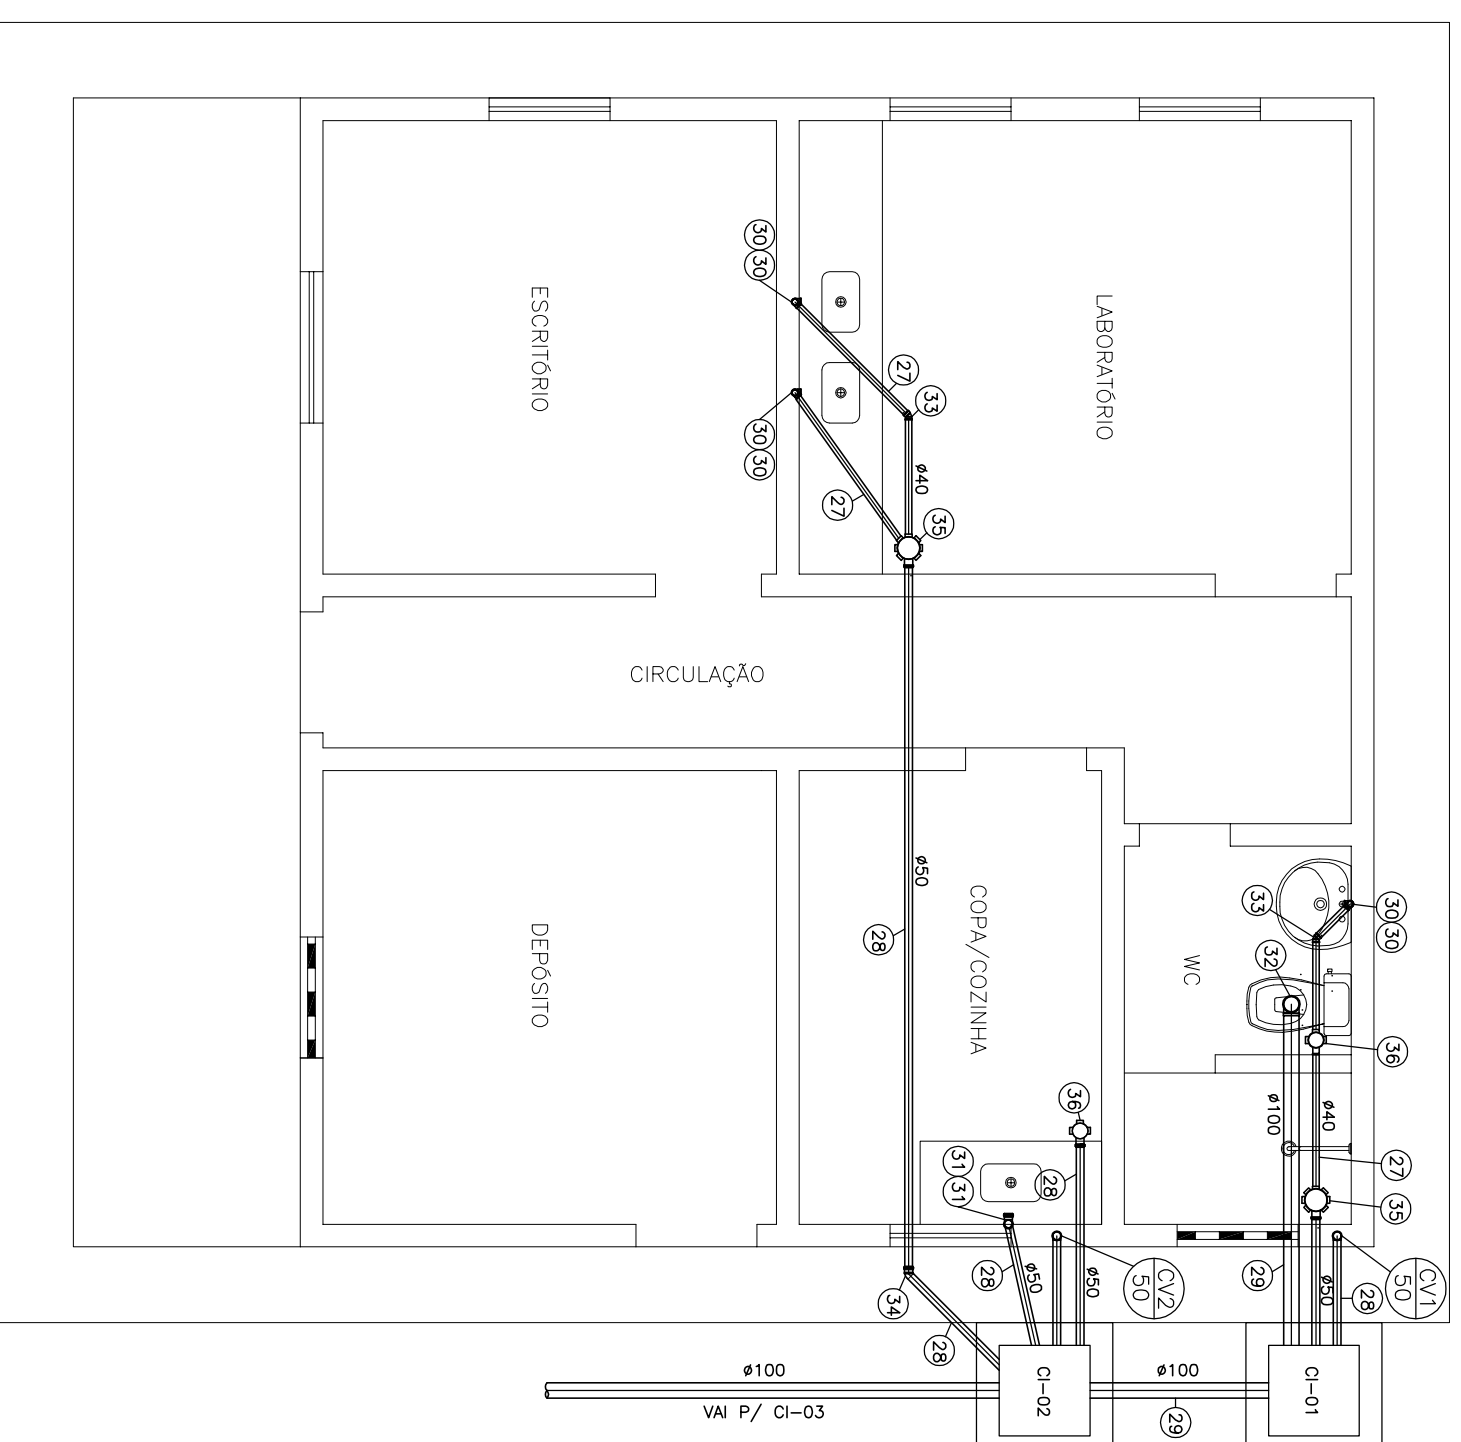 30 30
ESCRITÓRIO
LABORATÓRIO
27
33
30 30
ø40
27
35
CIRCULAÇÃO
ø50
28
DEPÓSITO
COPA/COZINHA
WC
33
30 30
32
36
36
ø100
ø40
27
31 31
28
35
34
28
28
ø50
ø50
CV2
50
29
ø50
28
CV1
50
ø100
VAI P/ CI-03
CI-02
ø100
29
CI-01